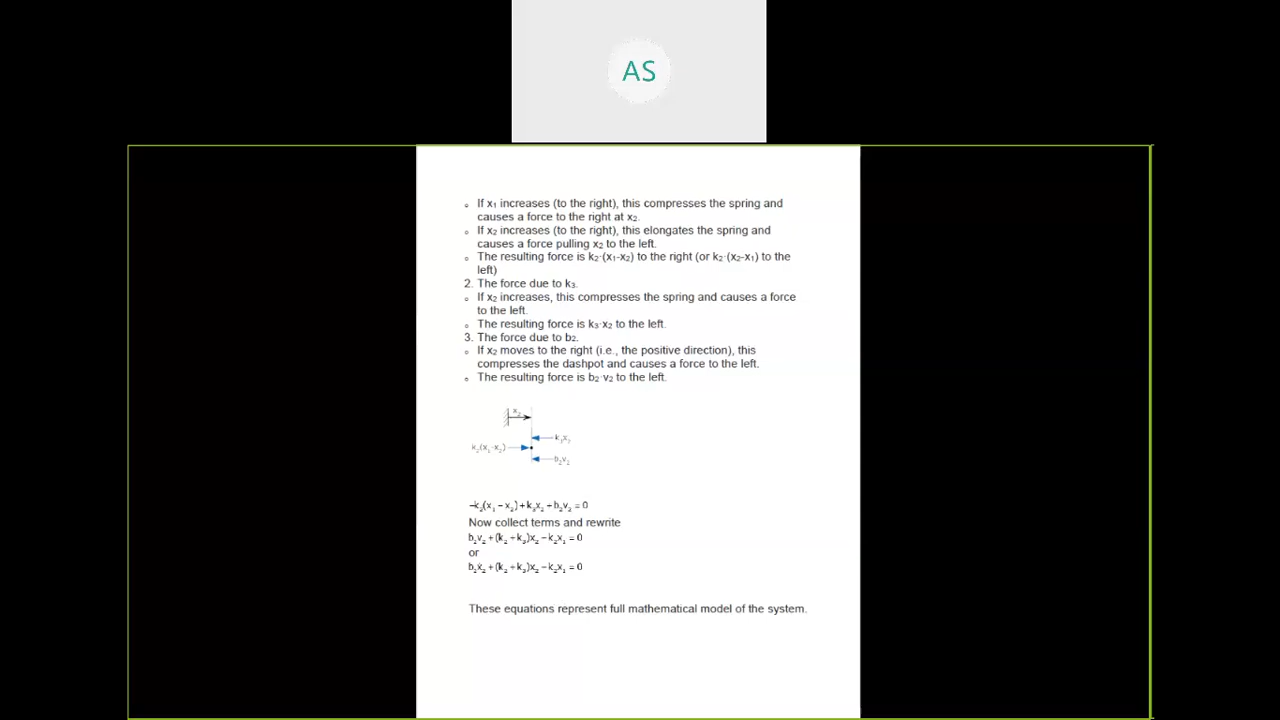 AS
◦ If x₁ increases (to the right), this compresses the spring and
causes a force to the right at x₂.
◦ If x₂ increases (to the right), this elongates the spring and
causes a force pulling x₂ to the left.
◦ The resulting force is k₂·(x₁-x₂) to the right (or k₂·(x₂-x₁) to the
left)
2. The force due to k₃.
◦ If x₂ increases, this compresses the spring and causes a force
to the left.
◦ The resulting force is k₃·x₂ to the left.
3. The force due to b₂.
◦ If x₂ moves to the right (i.e., the positive direction), this
compresses the dashpot and causes a force to the left.
◦ The resulting force is b₂·v₂ to the left.
x₂
k₃x₂
k₂(x₁-x₂)
b₂v₂
-k₂(x₁ - x₂) + k₃x₂ + b₂v₂ = 0
Now collect terms and rewrite
b₂v₂ + (k₂ + k₃)x₂ - k₂x₁ = 0
or
b₂ẋ₂ + (k₂ + k₃)x₂ - k₂x₁ = 0
These equations represent full mathematical model of the system.